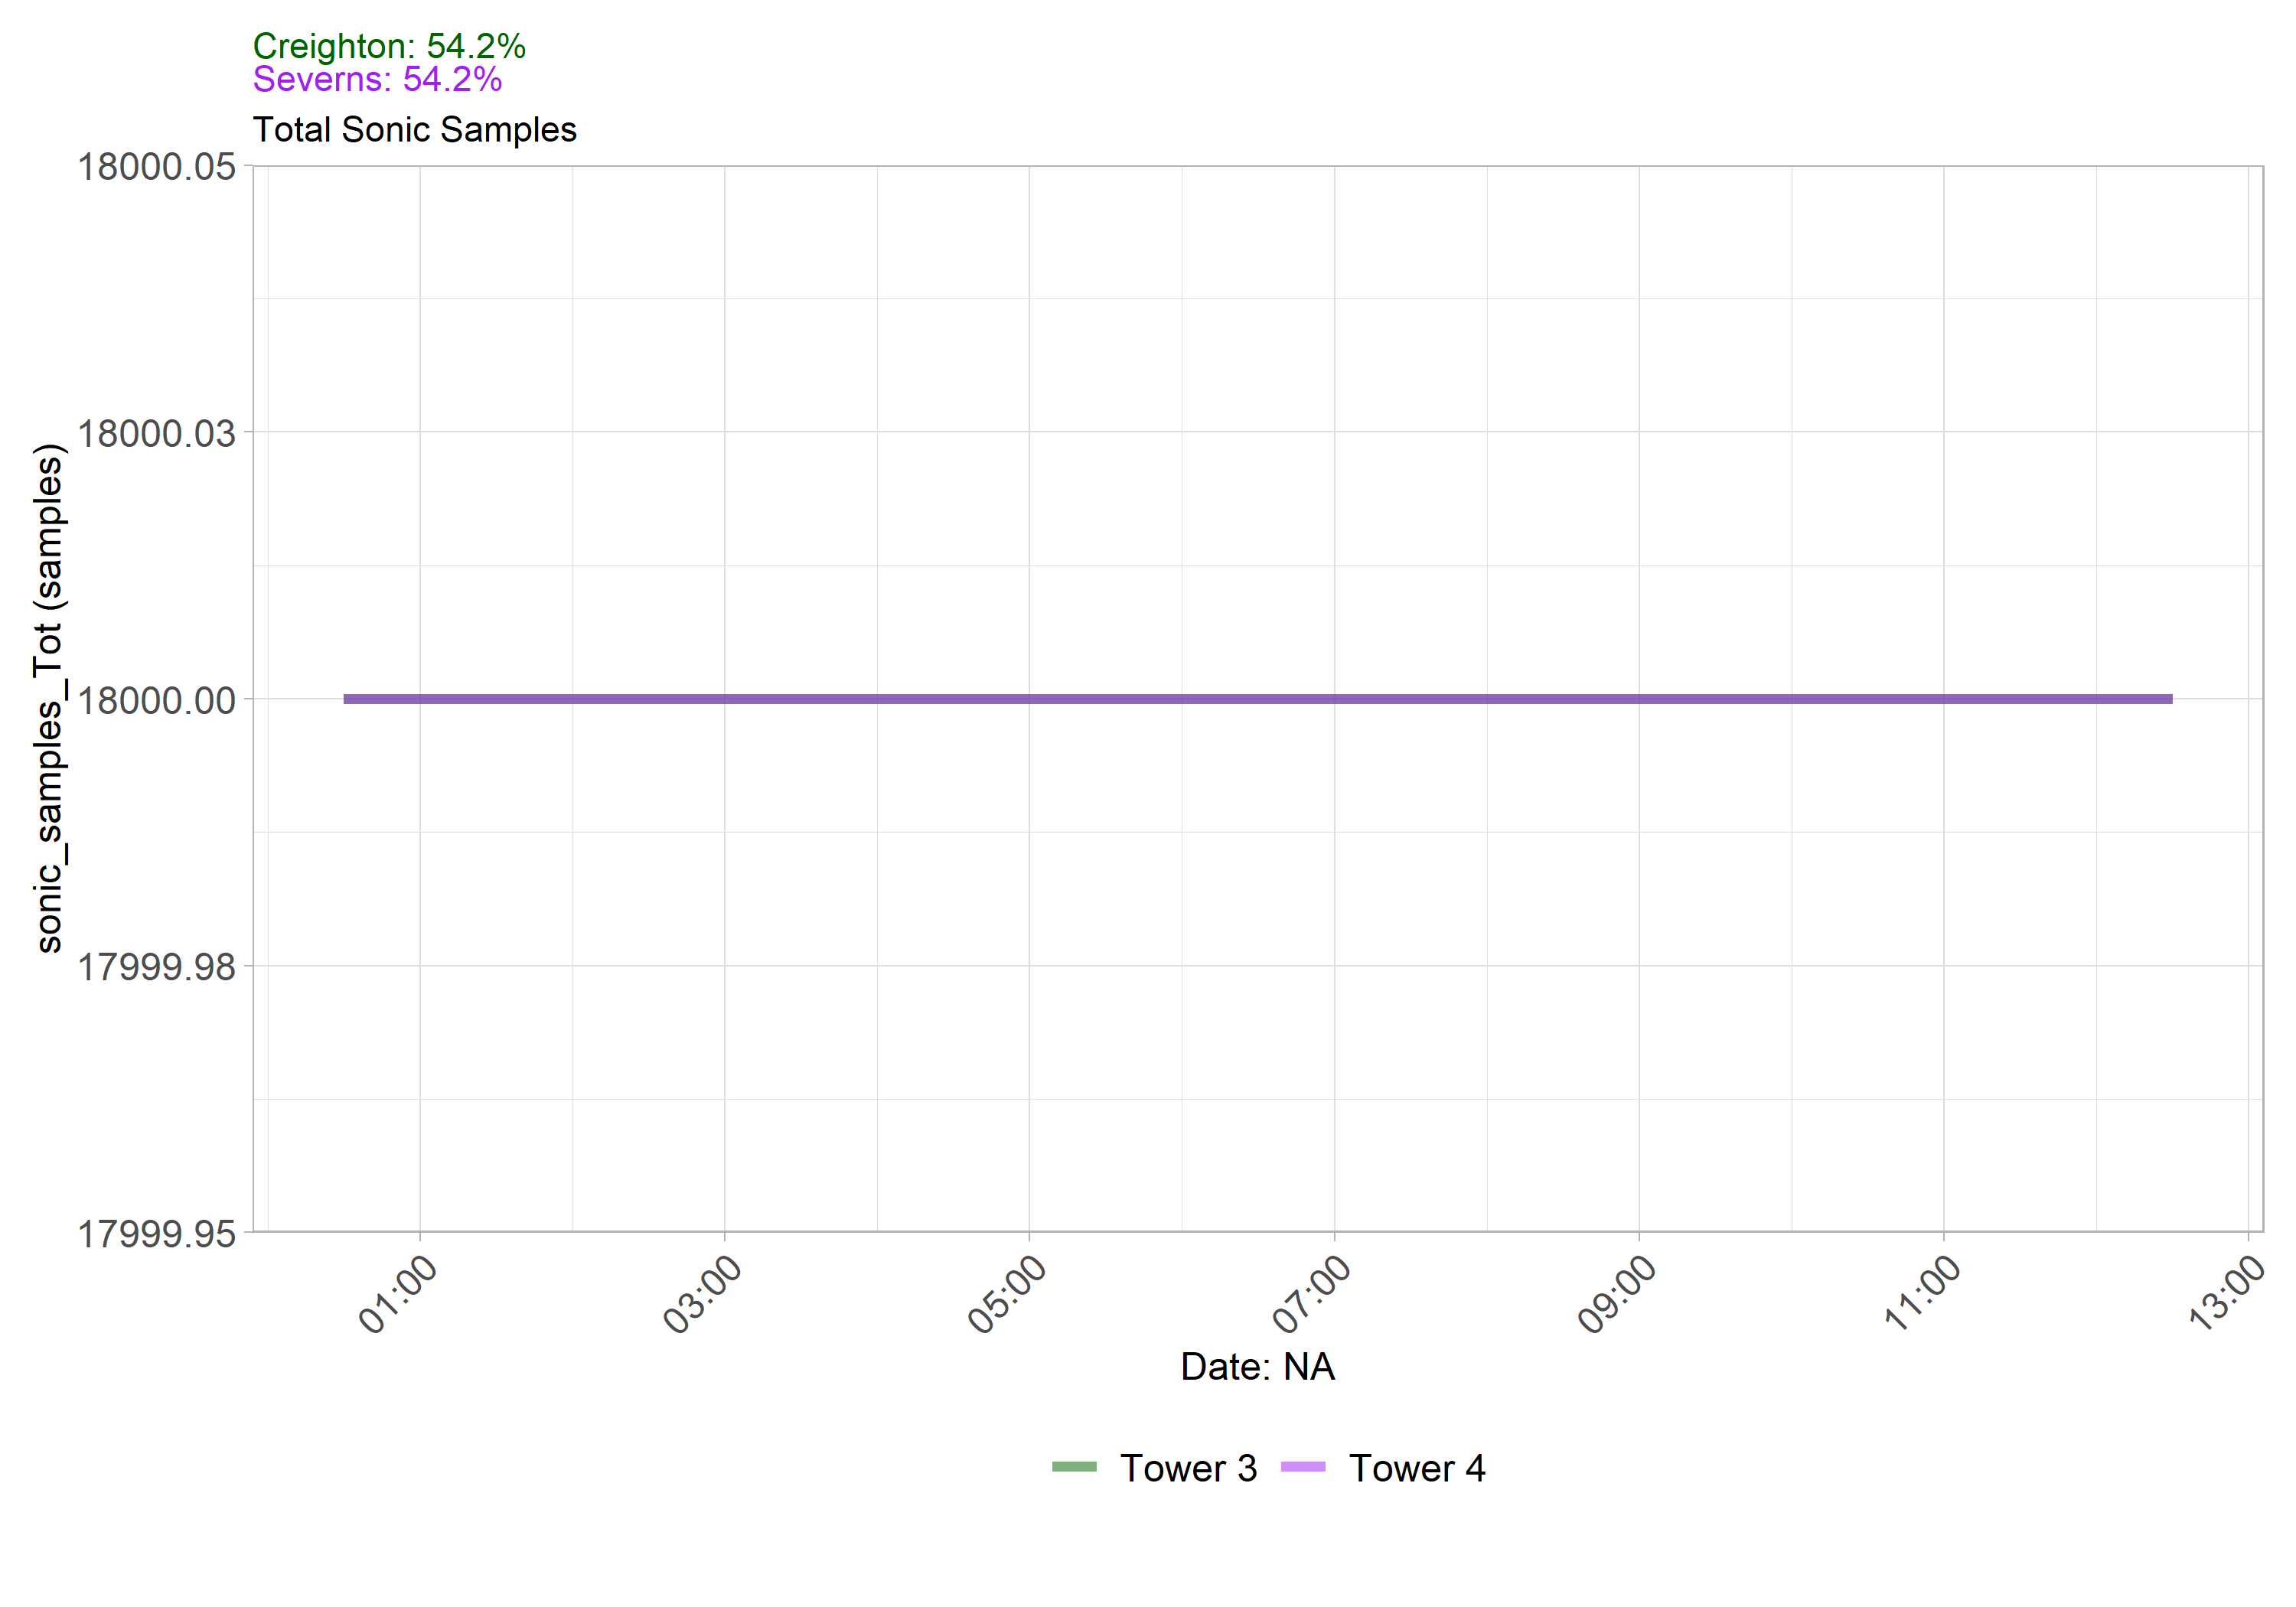 Creighton: 54.2%
Severns: 54.2%
Total Sonic Samples
18000.05
18000.03
18000.00
17999.98
17999.95
sonic_samples_Tot (samples)
01:00
03:00
05:00
07:00
09:00
11:00
13:00
Date: NA
Tower 3
Tower 4